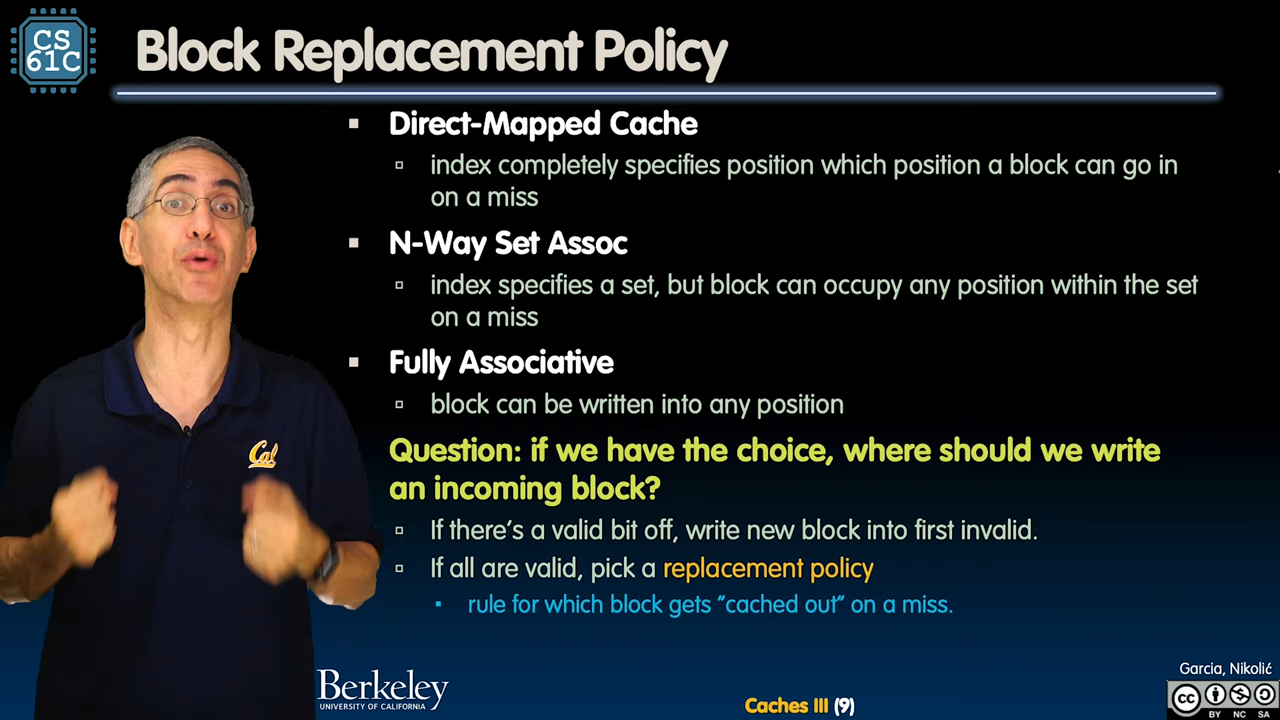 CS
61C
Block Replacement Policy
Direct-Mapped Cache
index completely specifies position which position a block can go in
on a miss
N-Way Set Assoc
index specifies a set, but block can occupy any position within the set
on a miss
Fully Associative
block can be written into any position
Question: if we have the choice, where should we write
an incoming block?
If there's a valid bit off, write new block into first invalid.
If all are valid, pick a replacement policy
rule for which block gets "cached out" on a miss.
Cal
Berkeley
UNIVERSITY OF CALIFORNIA
Caches III (9)
Garcia, Nikolić
cc
BY NC SA